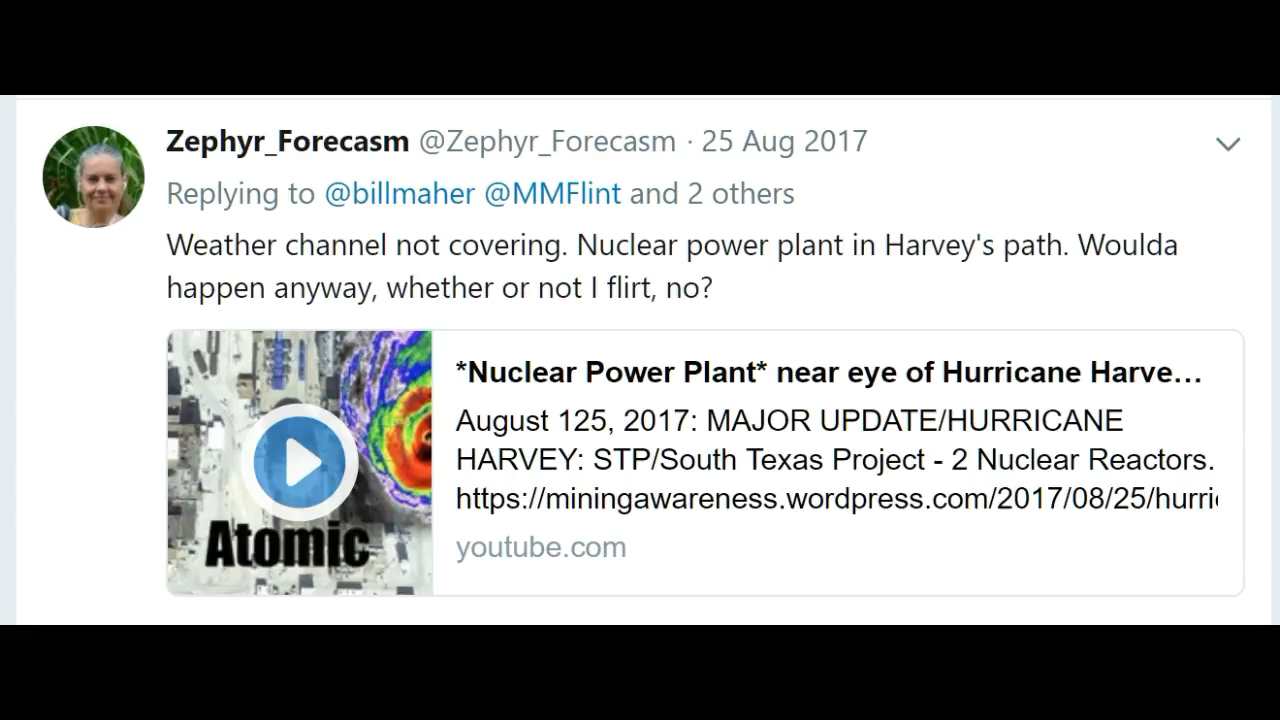 Zephyr_Forecasm @Zephyr_Forecasm · 25 Aug 2017
Replying to @billmaher @MMFlint and 2 others
Weather channel not covering. Nuclear power plant in Harvey's path. Woulda
happen anyway, whether or not I flirt, no?
*Nuclear Power Plant* near eye of Hurricane Harve...
August 125, 2017: MAJOR UPDATE/HURRICANE
HARVEY: STP/South Texas Project - 2 Nuclear Reactors.
https://miningawareness.wordpress.com/2017/08/25/hurri
youtube.com
Atomic